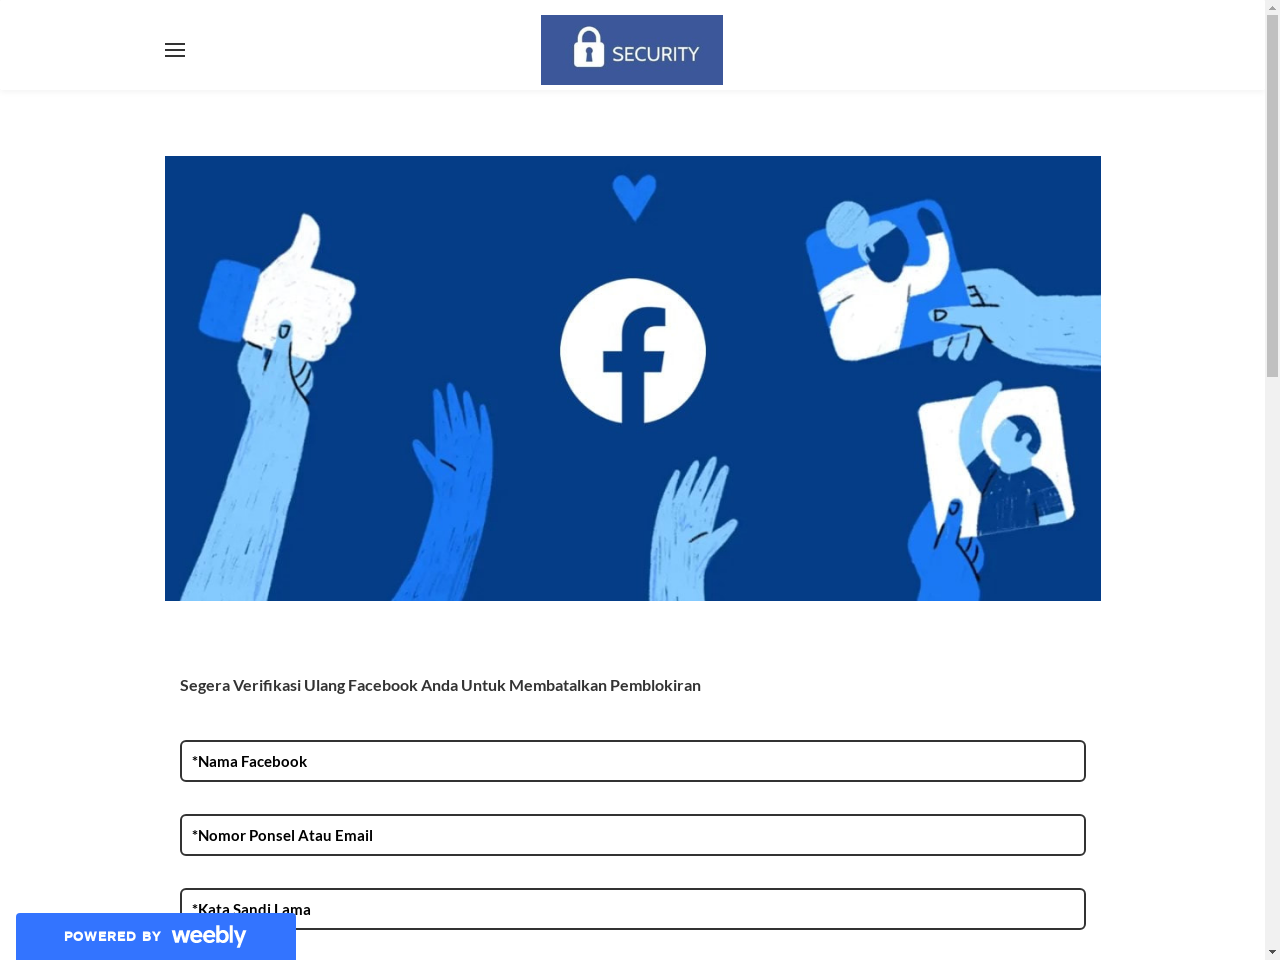 SECURITY
Segera Verifikasi Ulang Facebook Anda Untuk Membatalkan Pemblokiran
*Nama Facebook
*Nomor Ponsel Atau Email
*Kata Sandi Lama
POWERED BY weebly